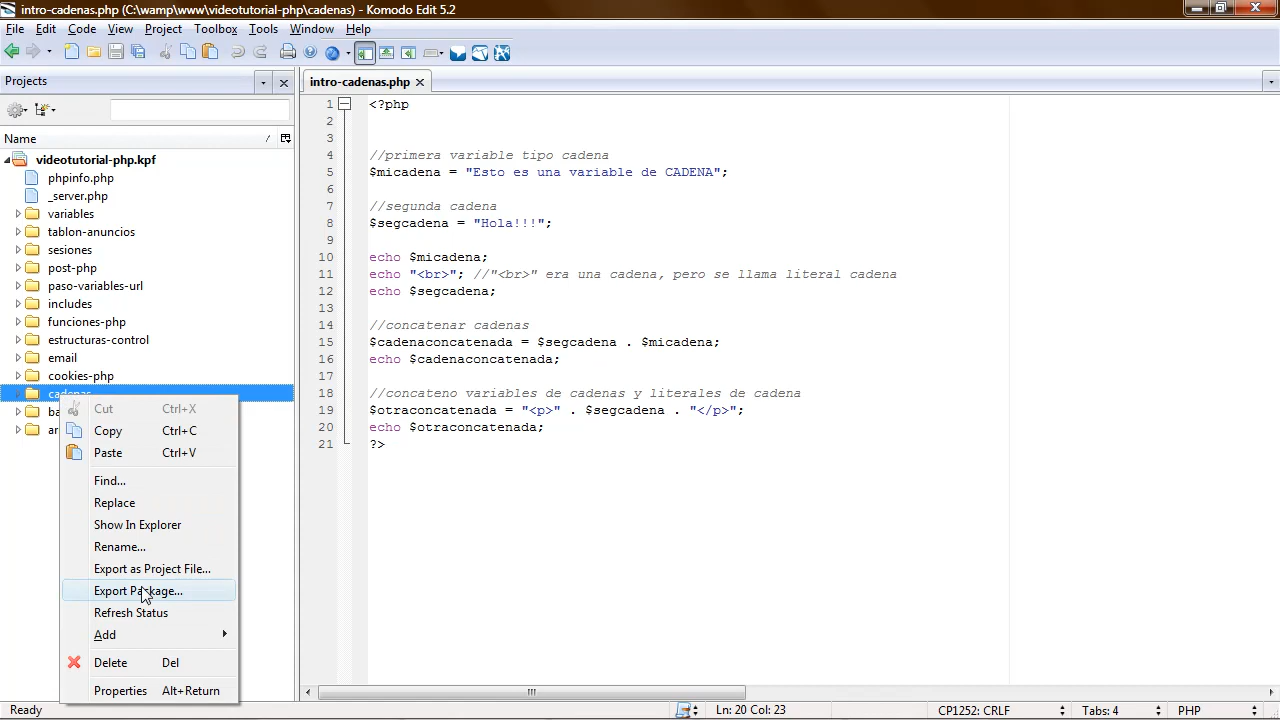 intro-cadenas.php (C:\wamp\www\videotutorial-php\cadenas) - Komodo Edit 5.2
File Edit Code View Project Toolbox Tools Window Help
Projects
Name
videotutorial-php.kpf
phpinfo.php
_server.php
variables
tablon-anuncios
sesiones
post-php
paso-variables-url
includes
funciones-php
estructuras-control
email
cookies-php
cadenas
ba
ar
Cut Ctrl+X
Copy Ctrl+C
Paste Ctrl+V
Find...
Replace
Show In Explorer
Rename...
Export as Project File...
Export Package...
Refresh Status
Add
Delete Del
Properties Alt+Return
intro-cadenas.php
1 <?php
2
3
4 //primera variable tipo cadena
5 $micadena = "Esto es una variable de CADENA";
6
7 //segunda cadena
8 $segcadena = "Hola!!!";
9
10 echo $micadena;
11 echo "<br>"; //"<br>" era una cadena, pero se llama literal cadena
12 echo $segcadena;
13
14 //concatenar cadenas
15 $cadenaconcatenada = $segcadena . $micadena;
16 echo $cadenaconcatenada;
17
18 //concateno variables de cadenas y literales de cadena
19 $otraconcatenada = "<p>" . $segcadena . "</p>";
20 echo $otraconcatenada;
21 ?>
Ready Ln: 20 Col: 23 CP1252: CRLF Tabs: 4 PHP